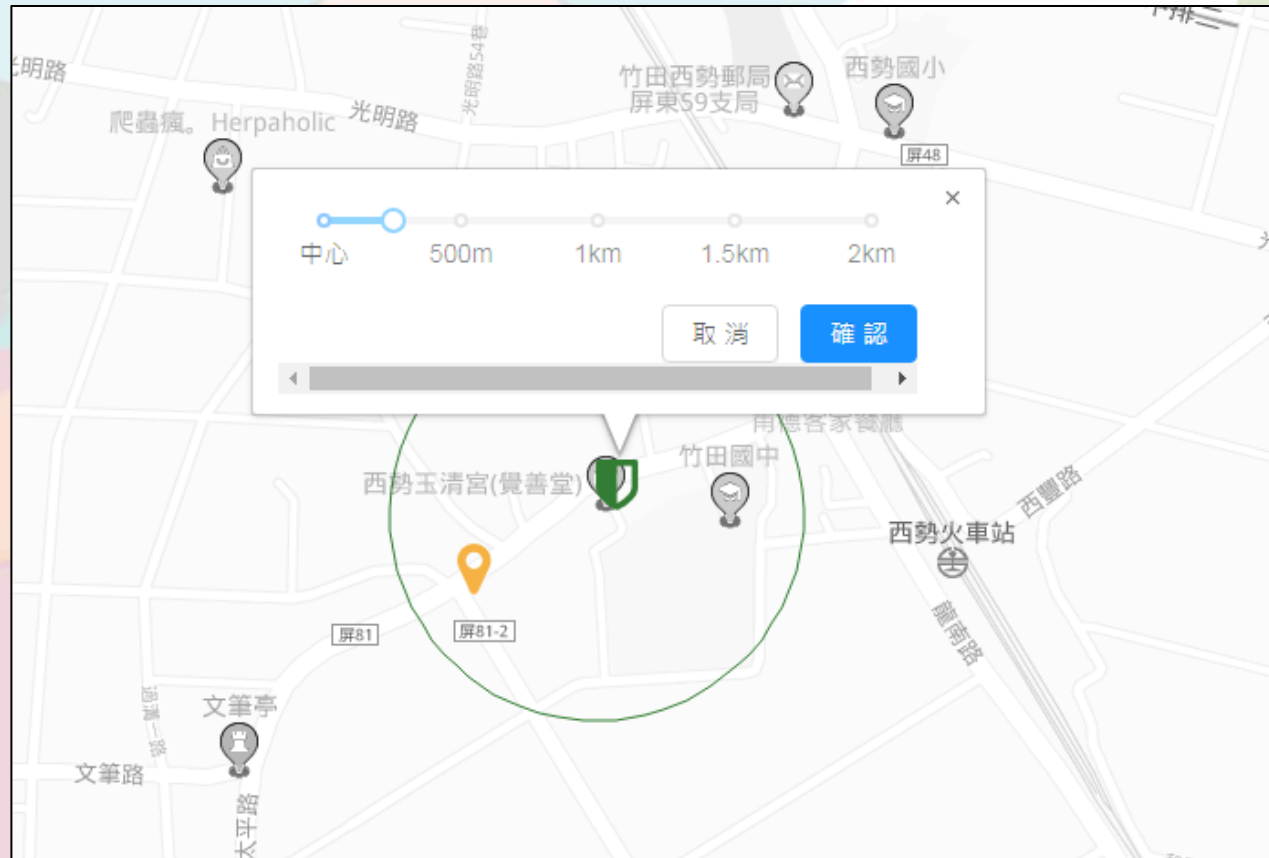 光明路
光明路54巷
竹田西勢郵局
屏東59支局
西勢國小
爬蟲瘋。Herpaholic
光明路
屏48
×
中心
500m
1km
1.5km
2km
取消
確認
西勢玉清宮(覺善堂)
竹田國中
西豐路
西勢火車站
屏81
屏81-2
龍南路
文筆亭
文筆路
太平路